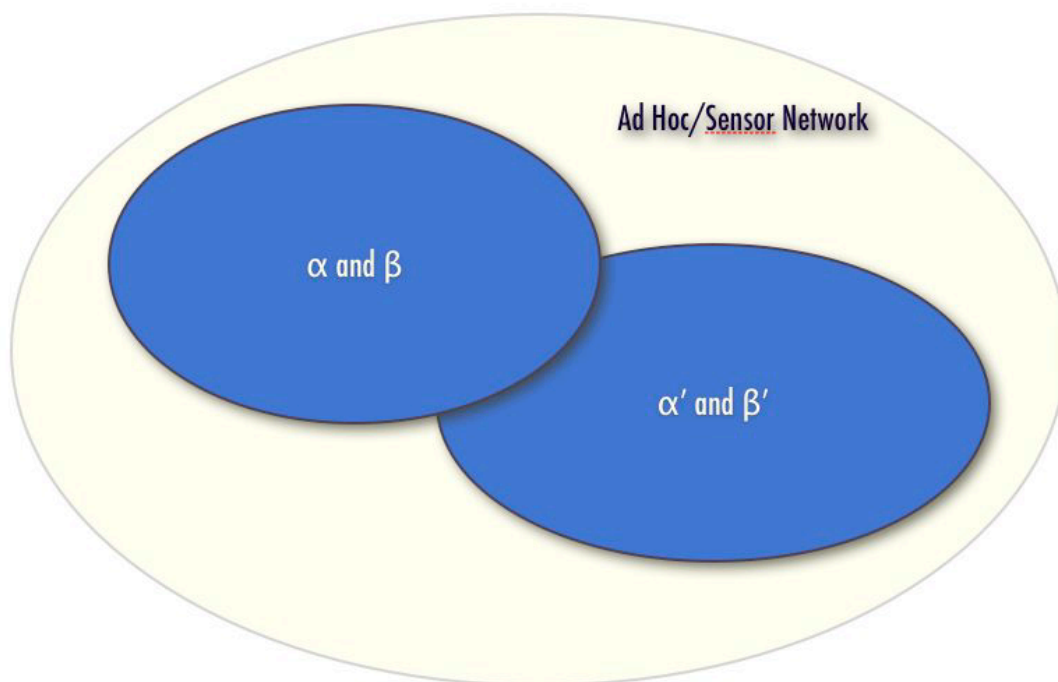 Ad Hoc/Sensor Network
α and β
α’ and β’